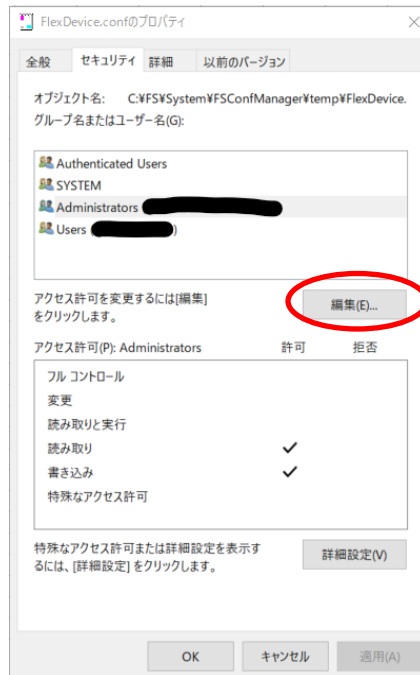 FlexDevice.confのプロパティ
全般 セキュリティ 詳細 以前のバージョン
オブジェクト名: C:¥FS¥System¥FSConfManager¥temp¥FlexDevice.
グループ名またはユーザー名(G):
Authenticated Users
SYSTEM
Administrators
Users ( )
アクセス許可を変更するには[編集]
をクリックします。
編集(E)...
アクセス許可(P): Administrators 許可 拒否
フル コントロール
変更
読み取りと実行
読み取り
書き込み
特殊なアクセス許可
特殊なアクセス許可または詳細設定を表示す
るには、[詳細設定] をクリックします。
詳細設定(V)
OK キャンセル 適用(A)